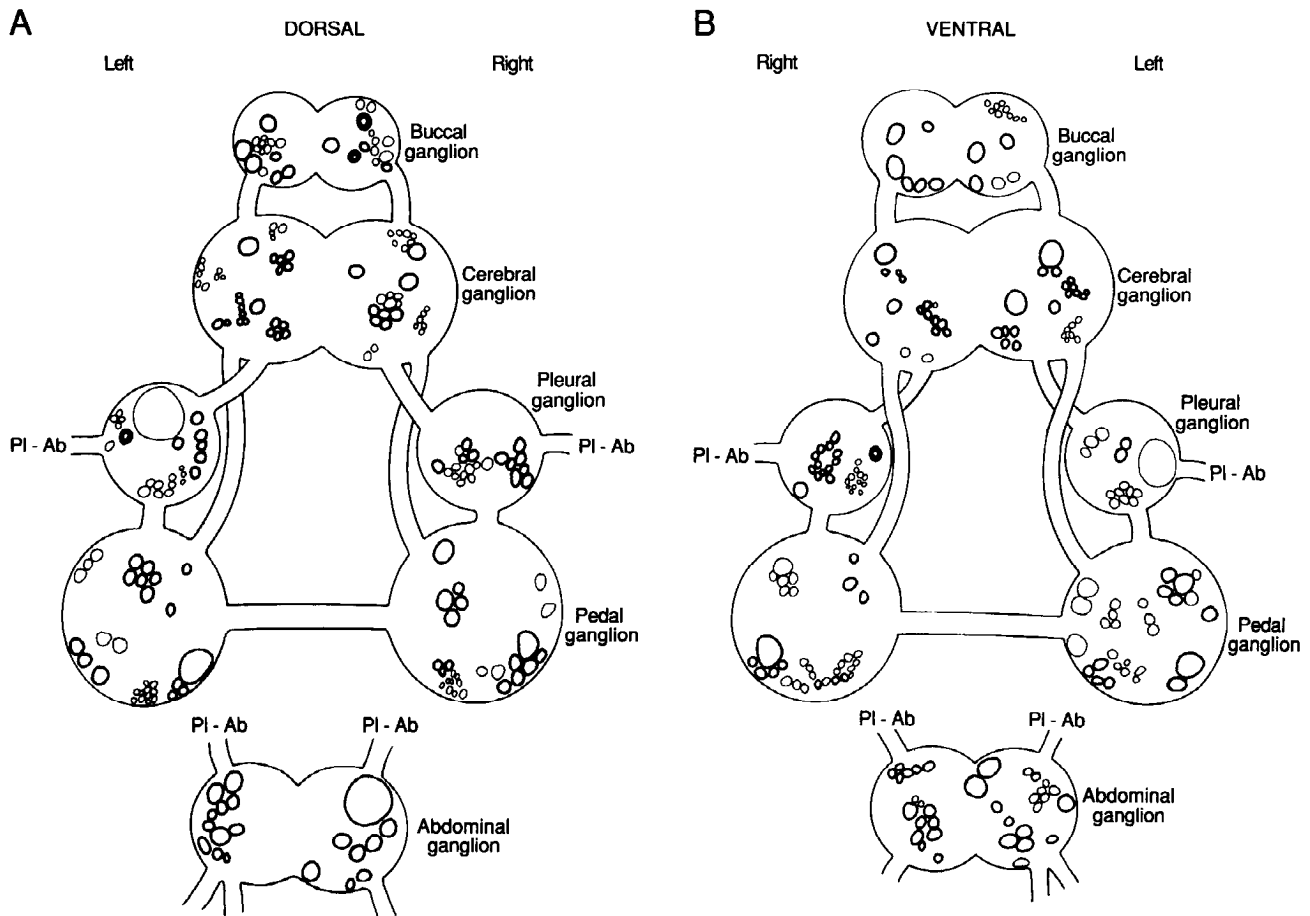 A
DORSAL
Left
Right
Buccal
ganglion
Cerebral
ganglion
Pleural
ganglion
Pl - Ab
Pl - Ab
Pedal
ganglion
Pl - Ab
Pl - Ab
Abdominal
ganglion
B
VENTRAL
Right
Left
Buccal
ganglion
Cerebral
ganglion
Pleural
ganglion
Pl - Ab
Pl - Ab
Pedal
ganglion
Pl - Ab
Pl - Ab
Abdominal
ganglion